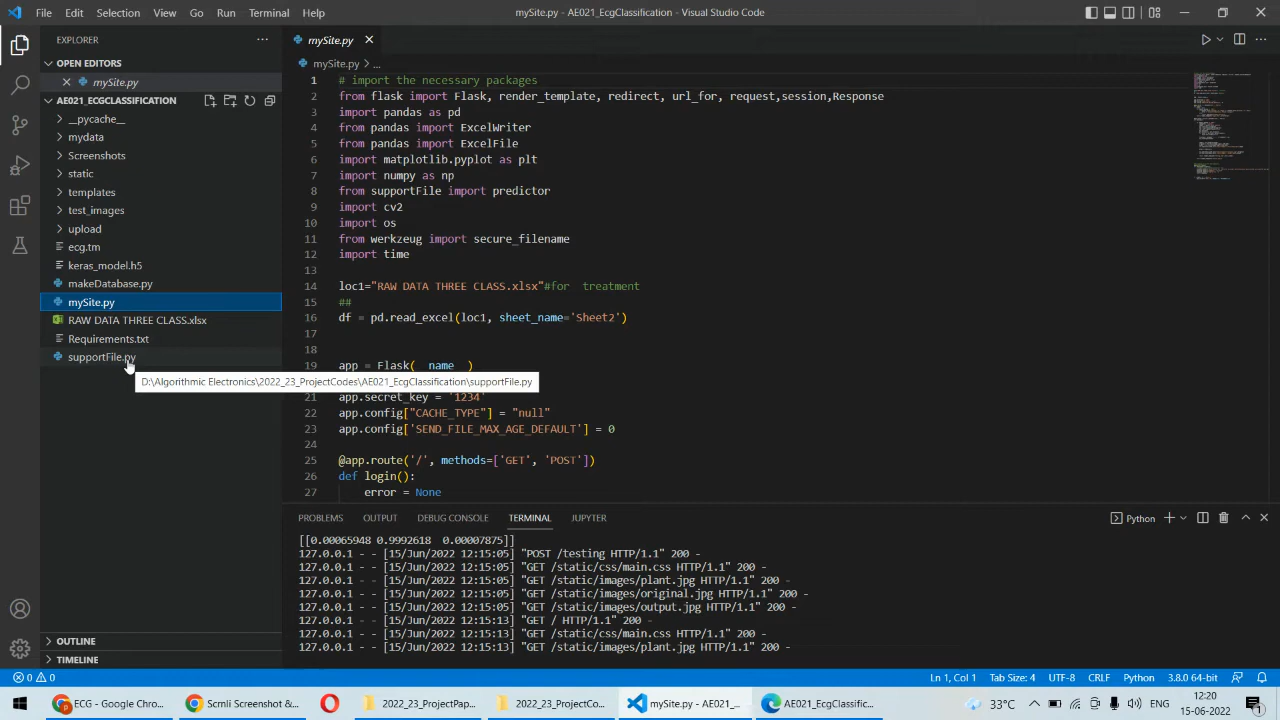 File Edit Selection View Go Run Terminal Help
mySite.py - AE021_EcgClassification - Visual Studio Code
EXPLORER
OPEN EDITORS
mySite.py
AE021_ECGCLASSIFICATION
__pycache__
mydata
Screenshots
static
templates
test_images
upload
ecg.tm
keras_model.h5
makeDatabase.py
mySite.py
RAW DATA THREE CLASS.xlsx
Requirements.txt
supportFile.py
D:\Algorithmic Electronics\2022_23_ProjectCodes\AE021_EcgClassification\supportFile.py
OUTLINE
TIMELINE
mySite.py
mySite.py > ...
1 # import the necessary packages
2 from flask import Flask, render_template, redirect, url_for, request, session,Response
3 import pandas as pd
4 from pandas import ExcelWriter
5 from pandas import ExcelFile
6 import matplotlib.pyplot as plt
7 import numpy as np
8 from supportFile import predictor
9 import cv2
10 import os
11 from werkzeug import secure_filename
12 import time
13
14 loc1="RAW DATA THREE CLASS.xlsx"#for treatment
15 ##
16 df = pd.read_excel(loc1, sheet_name='Sheet2')
17
18
19 app = Flask(__name__)
21 app.secret_key = '1234'
22 app.config["CACHE_TYPE"] = "null"
23 app.config['SEND_FILE_MAX_AGE_DEFAULT'] = 0
24
25 @app.route('/', methods=['GET', 'POST'])
26 def login():
27 error = None
PROBLEMS OUTPUT DEBUG CONSOLE TERMINAL JUPYTER
Python
[[0.00065948 0.9992618 0.00007875]]
127.0.0.1 - - [15/Jun/2022 12:15:05] "POST /testing HTTP/1.1" 200 -
127.0.0.1 - - [15/Jun/2022 12:15:05] "GET /static/css/main.css HTTP/1.1" 200 -
127.0.0.1 - - [15/Jun/2022 12:15:05] "GET /static/images/plant.jpg HTTP/1.1" 200 -
127.0.0.1 - - [15/Jun/2022 12:15:05] "GET /static/images/original.jpg HTTP/1.1" 200 -
127.0.0.1 - - [15/Jun/2022 12:15:05] "GET /static/images/output.jpg HTTP/1.1" 200 -
127.0.0.1 - - [15/Jun/2022 12:15:13] "GET / HTTP/1.1" 200 -
127.0.0.1 - - [15/Jun/2022 12:15:13] "GET /static/css/main.css HTTP/1.1" 200 -
127.0.0.1 - - [15/Jun/2022 12:15:13] "GET /static/images/plant.jpg HTTP/1.1" 200 -
0 0
Ln 1, Col 1 Tab Size: 4 UTF-8 CRLF Python 3.8.0 64-bit
ECG - Google Chro... Scrnli Screenshot &... 2022_23_ProjectPap... 2022_23_ProjectCo... mySite.py - AE021_... AE021_EcgClassific...
33°C
12:20
15-06-2022
1